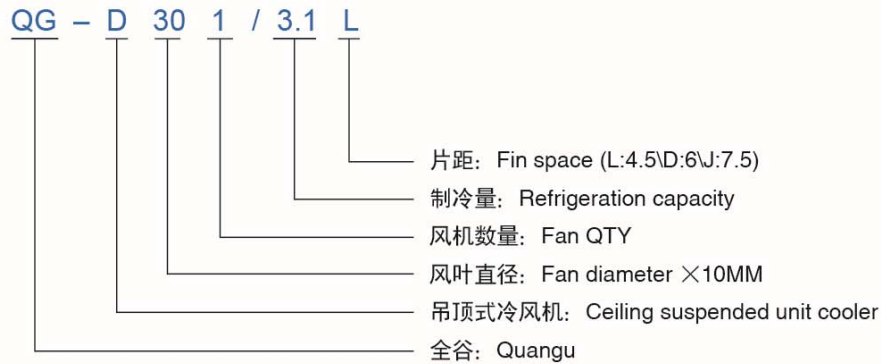 QG – D 30 1 / 3.1 L
片距：Fin space (L:4.5\D:6\J:7.5)
制冷量：Refrigeration capacity
风机数量：Fan QTY
风叶直径：Fan diameter ×10MM
吊顶式冷风机：Ceiling suspended unit cooler
全谷：Quangu